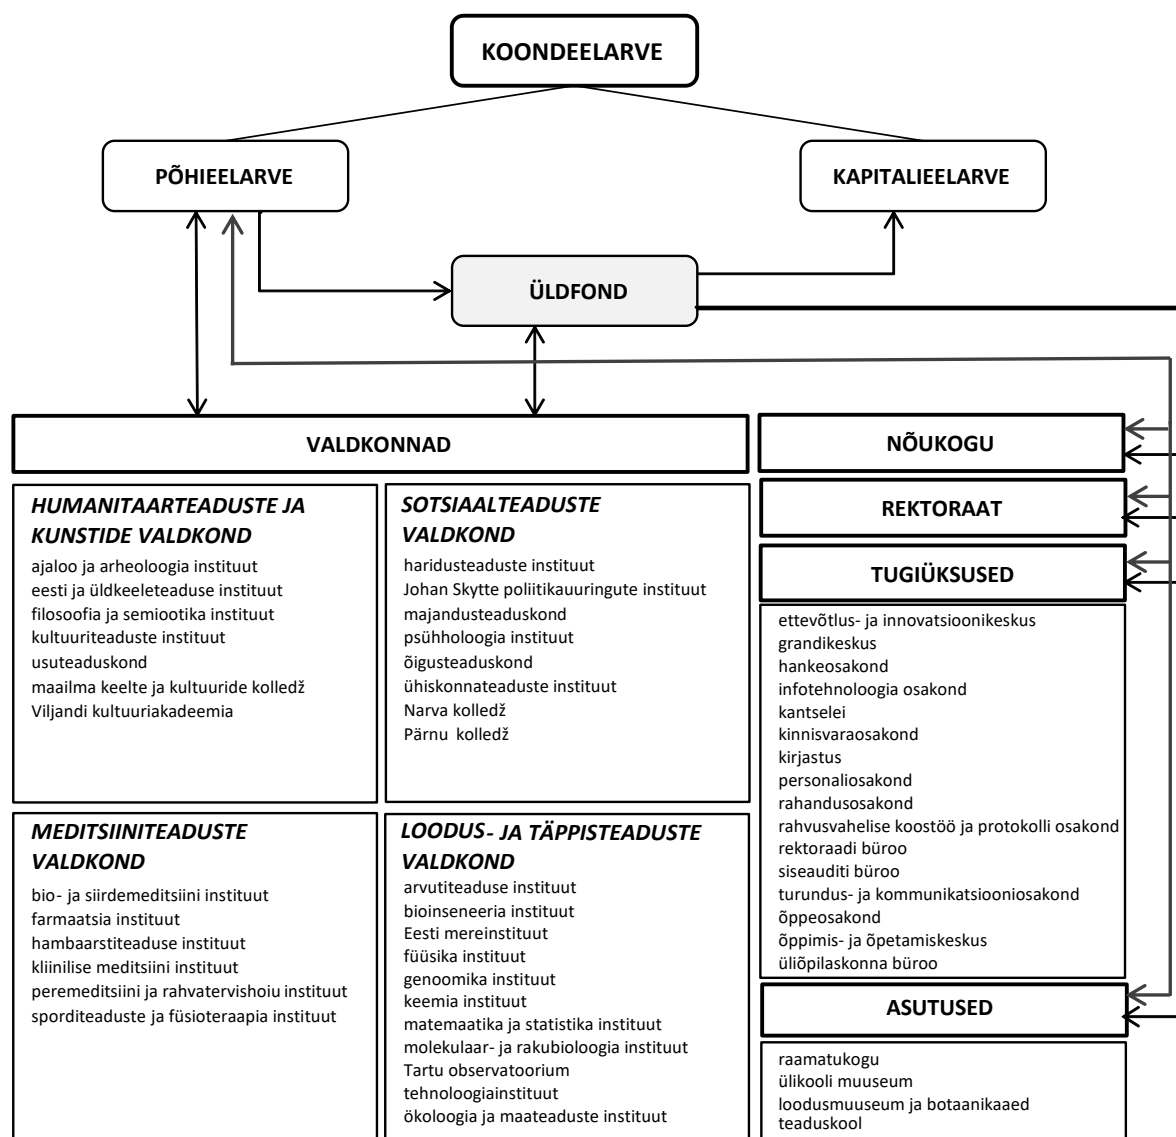 KOONDEELARVE
PÕHIEELARVE
KAPITALIEELARVE
ÜLDFOND
VALDKONNAD
HUMANITAARTEADUSTE JA
KUNSTIDE VALDKOND
ajaloo ja arheoloogia instituut
eesti ja üldkeeleteaduse instituut
filosoofia ja semiootika instituut
kultuuriteaduste instituut
usuteaduskond
maailma keelte ja kultuuride kolledž
Viljandi kultuuriakadeemia
SOTSIAALTEADUSTE
VALDKOND
haridusteaduste instituut
Johan Skytte poliitikauuringute instituut
majandusteaduskond
psühholoogia instituut
õigusteaduskond
ühiskonnateaduste instituut
Narva kolledž
Pärnu kolledž
MEDITSIINITEADUSTE
VALDKOND
bio- ja siirdemeditsiini instituut
farmaatsia instituut
hambaarstiteaduse instituut
kliinilise meditsiini instituut
peremeditsiini ja rahvatervishoiu instituut
sporditeaduste ja füsioteraapia instituut
LOODUS- JA TÄPPISTEADUSTE
VALDKOND
arvutiteaduse instituut
bioinseneeria instituut
Eesti mereinstituut
füüsika instituut
genoomika instituut
keemia instituut
matemaatika ja statistika instituut
molekulaar- ja rakubioloogia instituut
Tartu observatoorium
tehnoloogiainstituut
ökoloogia ja maateaduste instituut
NÕUKOGU
REKTORAAT
TUGIÜKSUSED
ettevõtlus- ja innovatsioonikeskus
grandikeskus
hankeosakond
infotehnoloogia osakond
kantselei
kinnisvaraosakond
kirjastus
personaliosakond
rahandusosakond
rahvusvahelise koostöö ja protokolli osakond
rektoraadi büroo
siseauditi büroo
turundus- ja kommunikatsiooniosakond
õppeosakond
õppimis- ja õpetamiskeskus
üliõpilaskonna büroo
ASUTUSED
raamatukogu
ülikooli muuseum
loodusmuuseum ja botaanikaaed
teaduskool